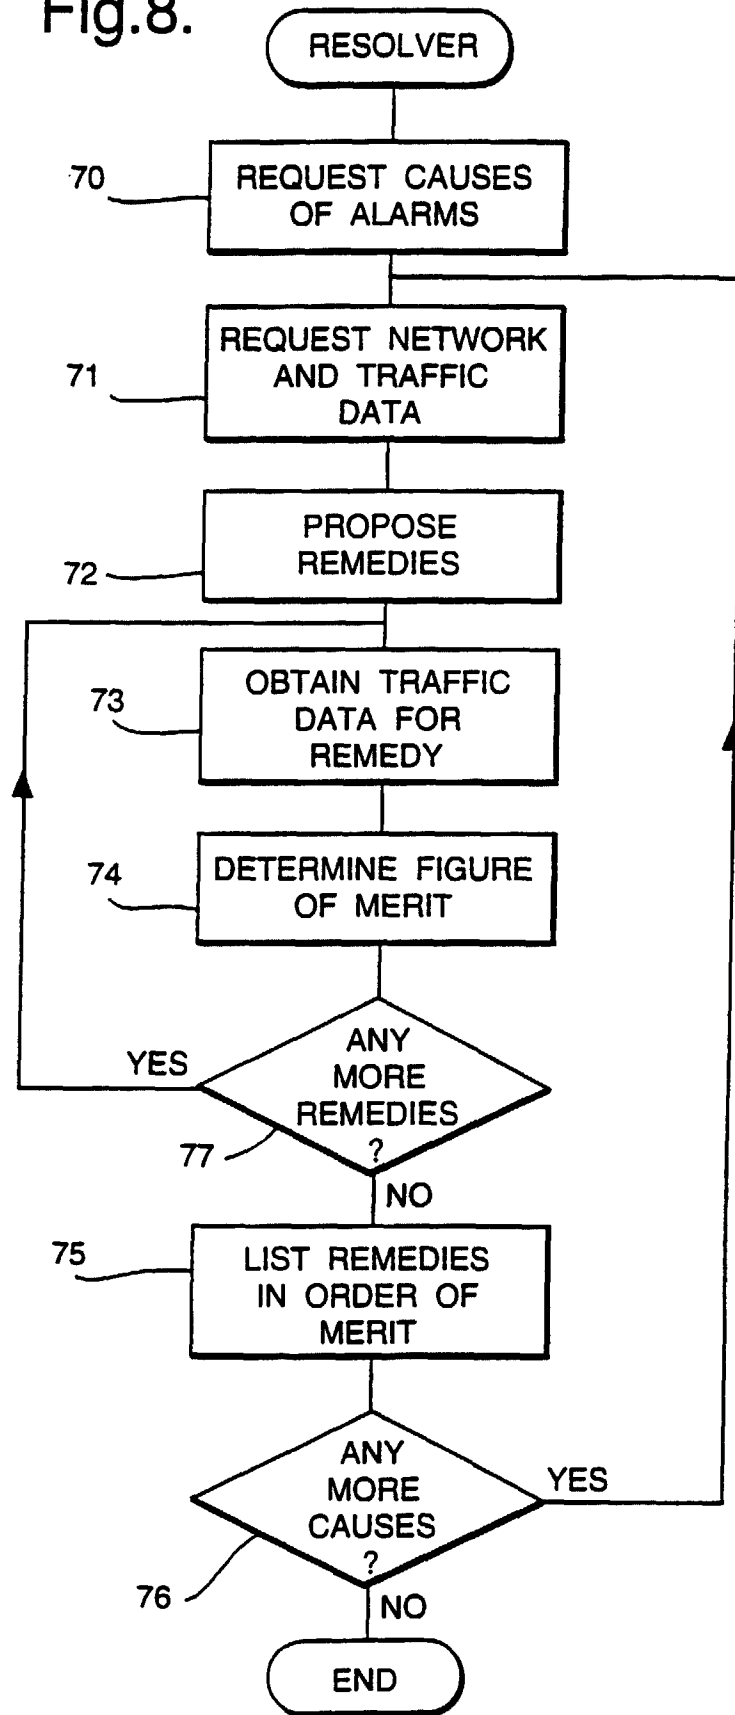 Fig.8.
RESOLVER
70
REQUEST CAUSES
OF ALARMS
REQUEST NETWORK
71
AND TRAFFIC
DATA
PROPOSE
REMEDIES
72
OBTAIN TRAFFIC
73
DATA FOR
REMEDY
74
DETERMINE FIGURE
OF MERIT
ANY
YES
MORE
REMEDIES
?
77
NO
75
LIST REMEDIES
IN ORDER OF
MERIT
ANY
MORE
YES
CAUSES
?
76
NO
END